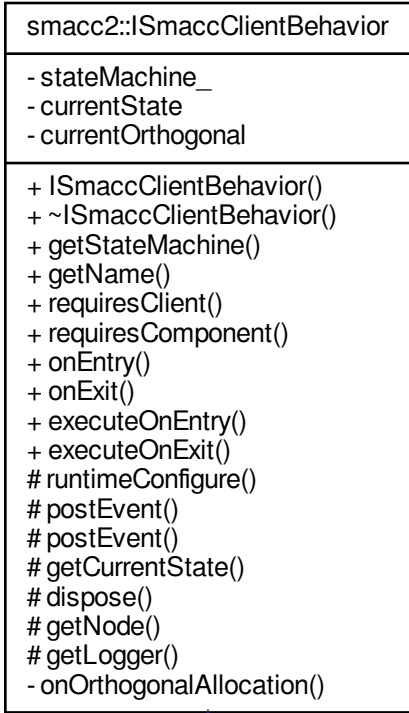 smacc2::ISmaccClientBehavior
- stateMachine_
- currentState
- currentOrthogonal
+ ISmaccClientBehavior()
+ ~ISmaccClientBehavior()
+ getStateMachine()
+ getName()
+ requiresClient()
+ requiresComponent()
+ onEntry()
+ onExit()
+ executeOnEntry()
+ executeOnExit()
# runtimeConfigure()
# postEvent()
# postEvent()
# getCurrentState()
# dispose()
# getNode()
# getLogger()
- onOrthogonalAllocation()